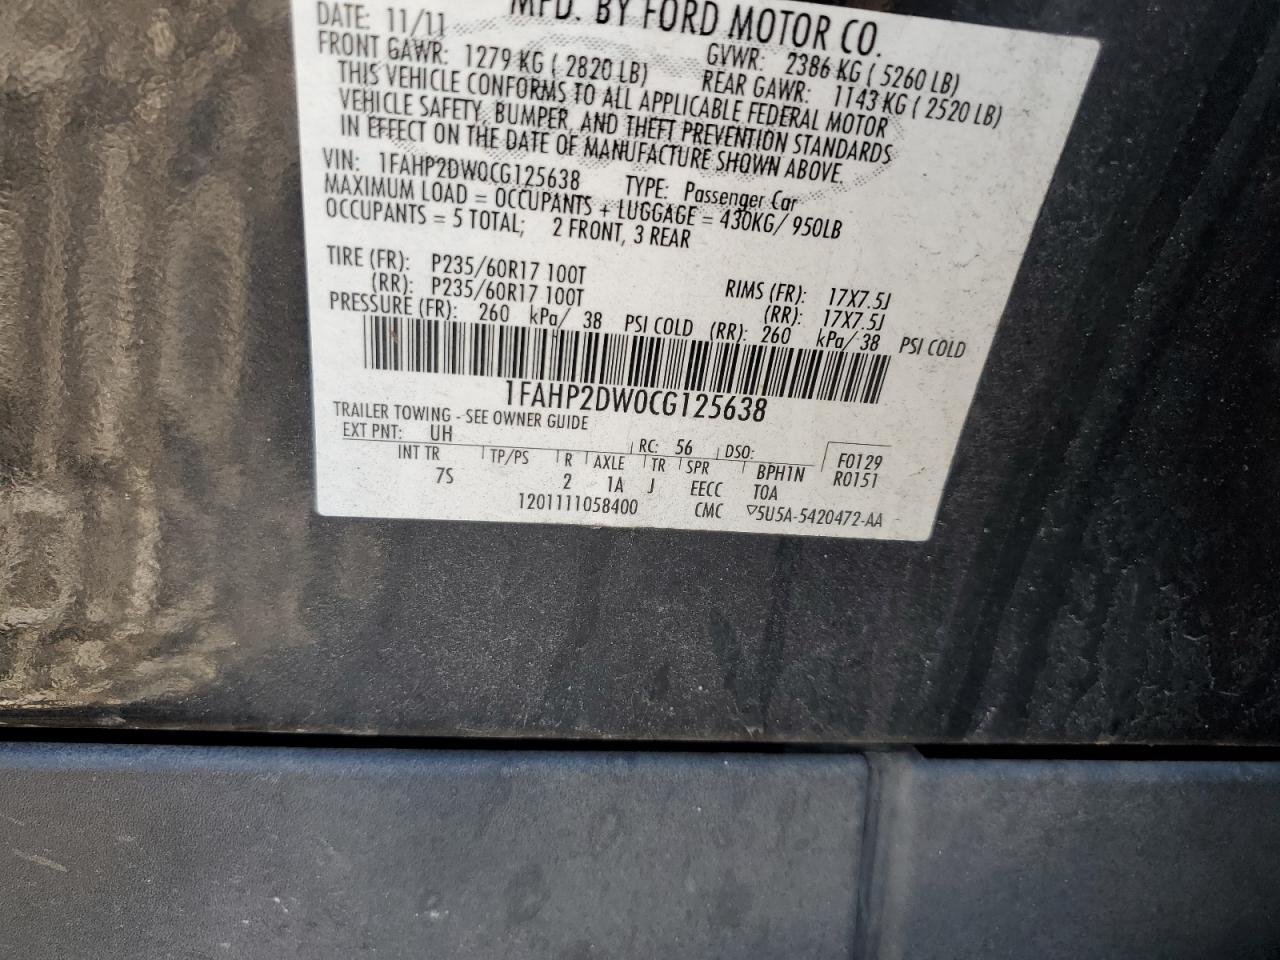 MFD. BY FORD MOTOR CO.
DATE: 11/11 GVWR: 2386 KG ( 5260 LB)
FRONT GAWR: 1279 KG ( 2820 LB) REAR GAWR: 1143 KG ( 2520 LB)
THIS VEHICLE CONFORMS TO ALL APPLICABLE FEDERAL MOTOR
VEHICLE SAFETY, BUMPER, AND THEFT PREVENTION STANDARDS
IN EFFECT ON THE DATE OF MANUFACTURE SHOWN ABOVE.
VIN: 1FAHP2DW0CG125638 TYPE: Passenger Car
MAXIMUM LOAD = OCCUPANTS + LUGGAGE = 430KG/ 950LB
OCCUPANTS = 5 TOTAL; 2 FRONT, 3 REAR
TIRE (FR): P235/60R17 100T RIMS (FR): 17X7.5J
(RR): P235/60R17 100T (RR): 17X7.5J
PRESSURE (FR): 260 kPa/ 38 PSI COLD (RR): 260 kPa/ 38 PSI COLD
1FAHP2DW0CG125638
TRAILER TOWING - SEE OWNER GUIDE
EXT PNT: UH RC: 56 DSO: F0129
INT TR TP/PS R AXLE TR SPR BPH1N R0151
7S 2 1A J EECC T0A
1201111058400 CMC ▽5U5A-5420472-AA